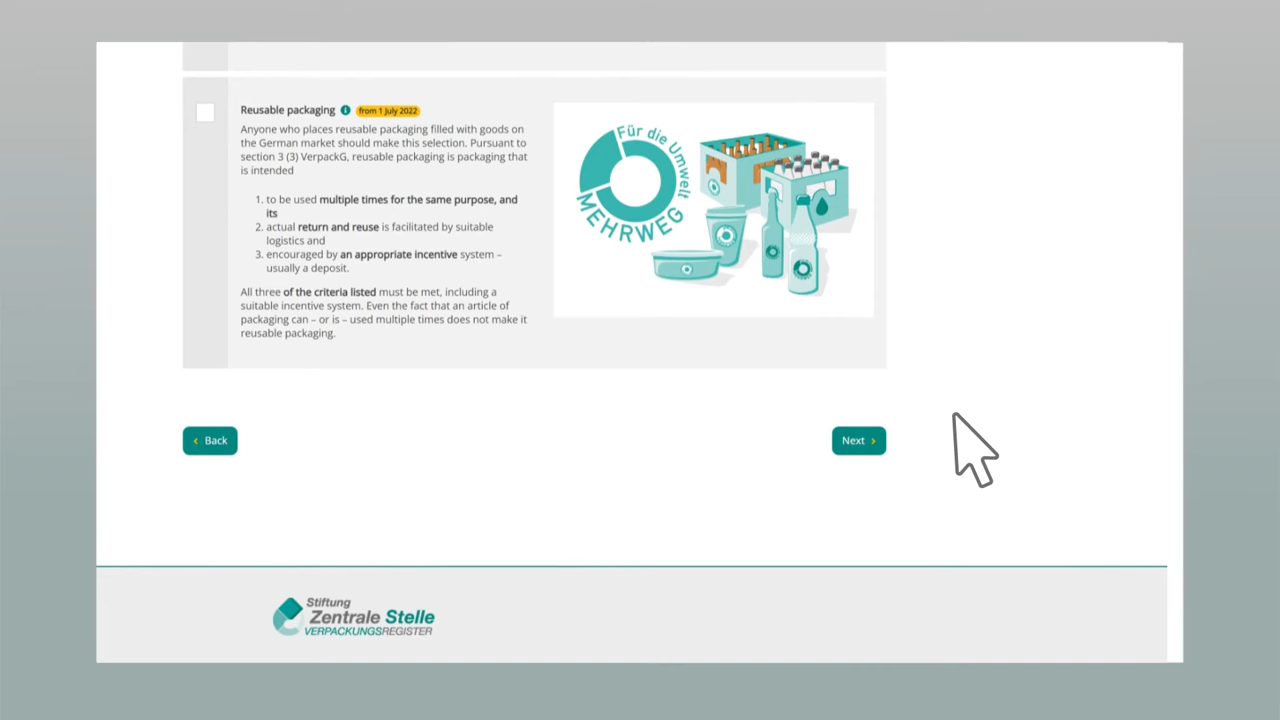 Reusable packaging i from 1 July 2022
Anyone who places reusable packaging filled with goods on
the German market should make this selection. Pursuant to
section 3 (3) VerpackG, reusable packaging is packaging that
is intended
1. to be used multiple times for the same purpose, and
its
2. actual return and reuse is facilitated by suitable
logistics and
3. encouraged by an appropriate incentive system –
usually a deposit.
All three of the criteria listed must be met, including a
suitable incentive system. Even the fact that an article of
packaging can – or is – used multiple times does not make it
reusable packaging.
Für die Umwelt
MEHRWEG
‹ Back
Next ›
Stiftung
Zentrale Stelle
VERPACKUNGSREGISTER